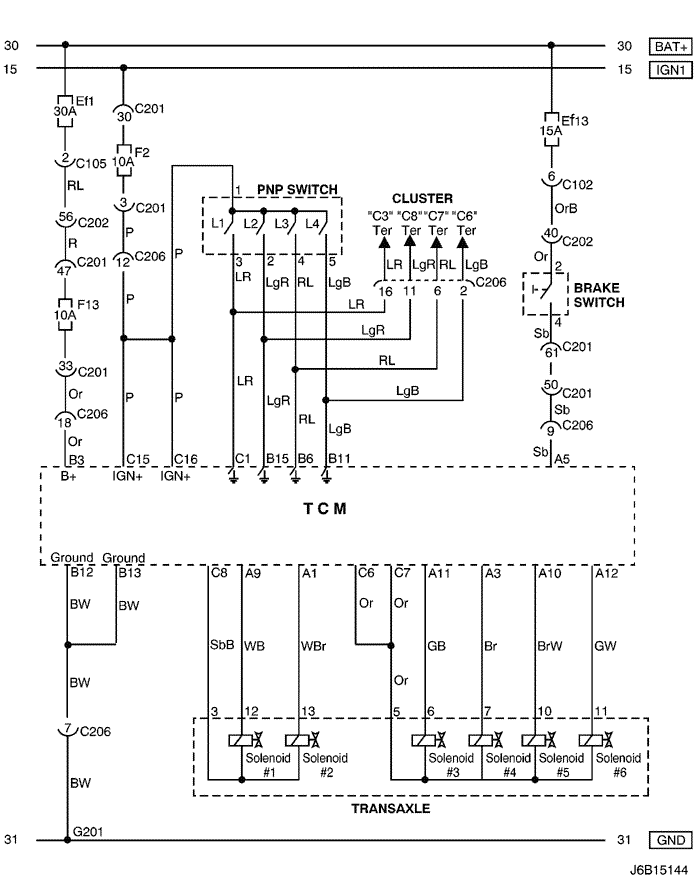 30 30 BAT+
15 15 IGN1
Ef1
30A
C201
30
Ef13
15A
F2
10A
2 C105
RL
6 C102
OrB
3 C201
P
1
PNP SWITCH
L1 L2 L3 L4
CLUSTER
"C3" "C8" "C7" "C6"
Ter Ter Ter Ter
56 C202
R
40 C202
Or
47 C201
12 C206
P
3 2 4 5
LR LgR RL LgB
LR LgR RL LgB
16 11 6 2 C206
2
BRAKE
SWITCH
4
Sb
F13
10A
P
LR
LgR
RL
LgB
61 C201
33 C201
Or
50 C201
Sb
18 C206
Or
P P
LR LgR RL LgB
9 C206
Sb
B3 C15 C16 C1 B15 B6 B11 A5
B+ IGN+ IGN+
TCM
Ground Ground
B12 B13 C8 A9 A1 C6 C7 A11 A3 A10 A12
BW BW Or Or
SbB WB WBr GB Br BrW GW
BW Or
3 12 13 5 6 7 10 11
7 C206
Solenoid
#1
Solenoid
#2
Solenoid
#3
Solenoid
#4
Solenoid
#5
Solenoid
#6
BW
TRANSAXLE
G201
31 31 GND
J6B15144